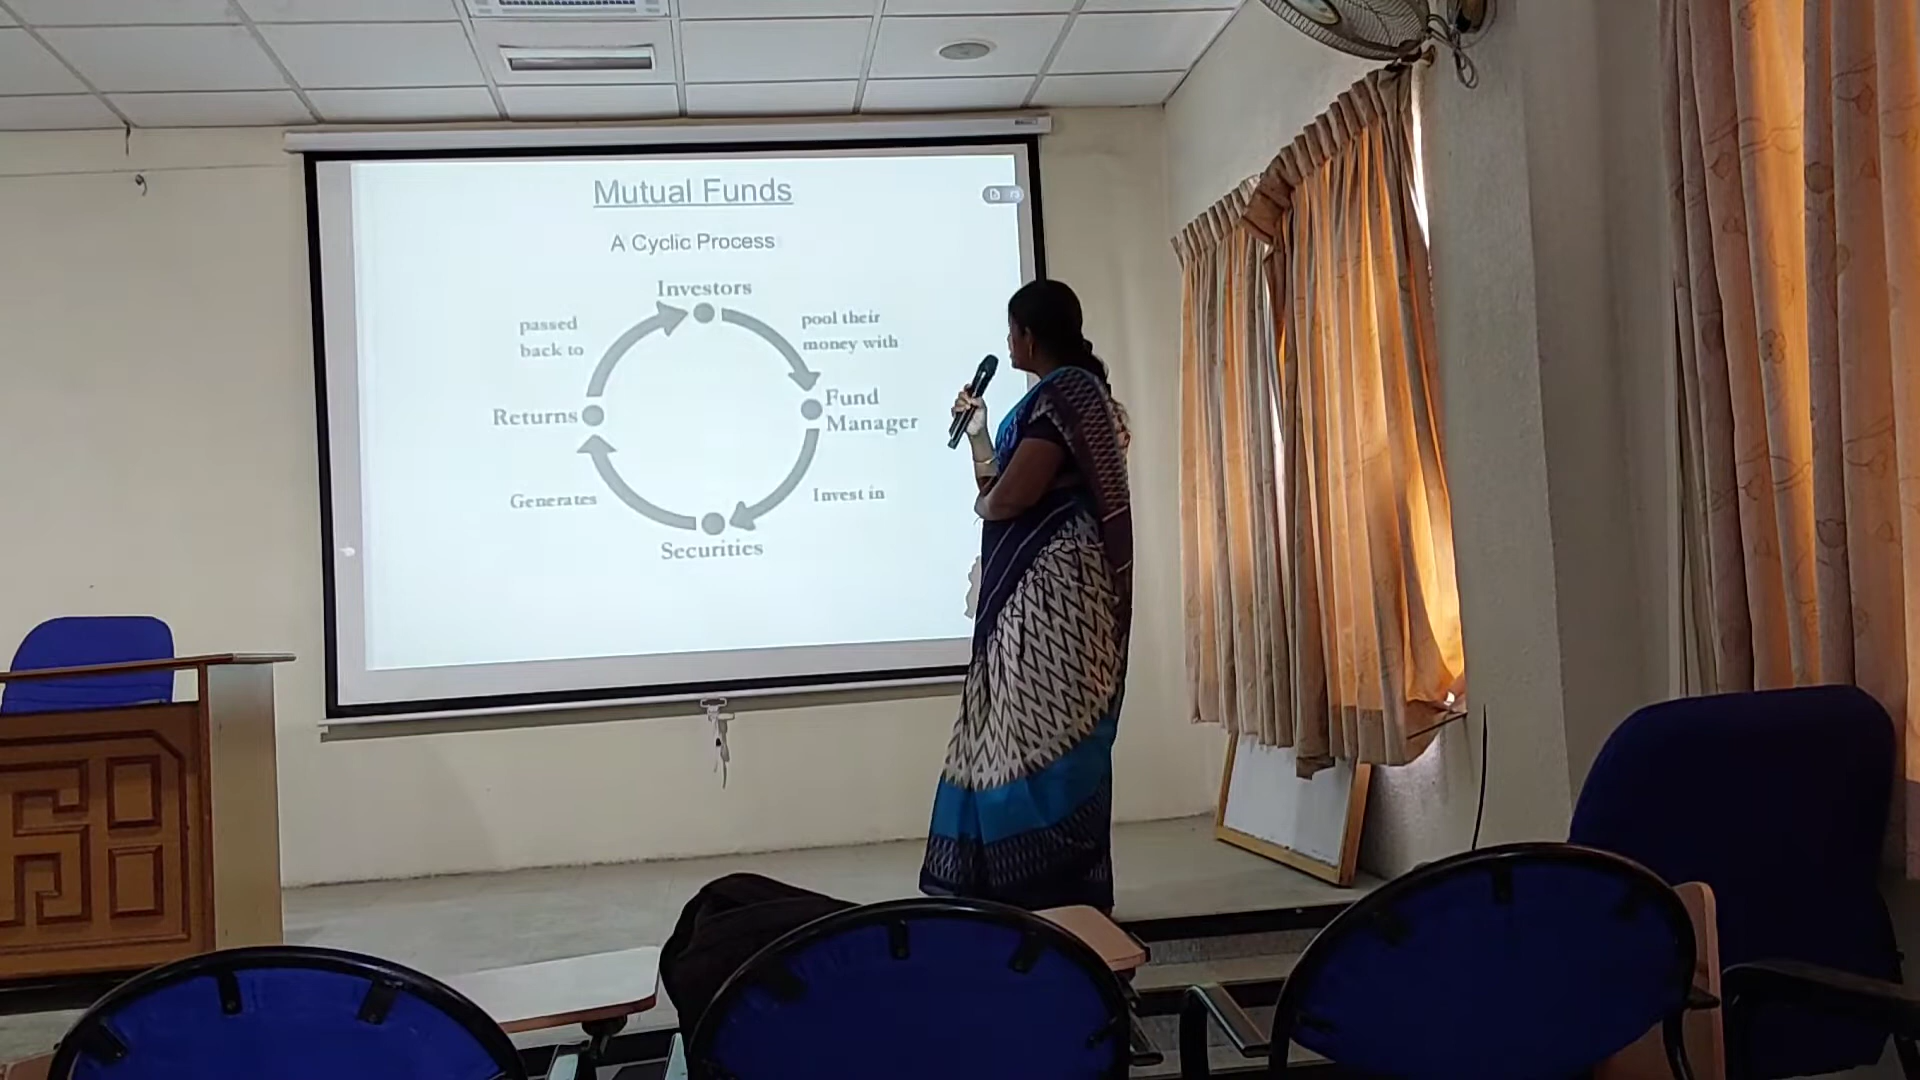 Mutual Funds
A Cyclic Process
Investors
pool their
money with
Fund
Manager
Invest in
Securities
Generates
Returns
passed
back to